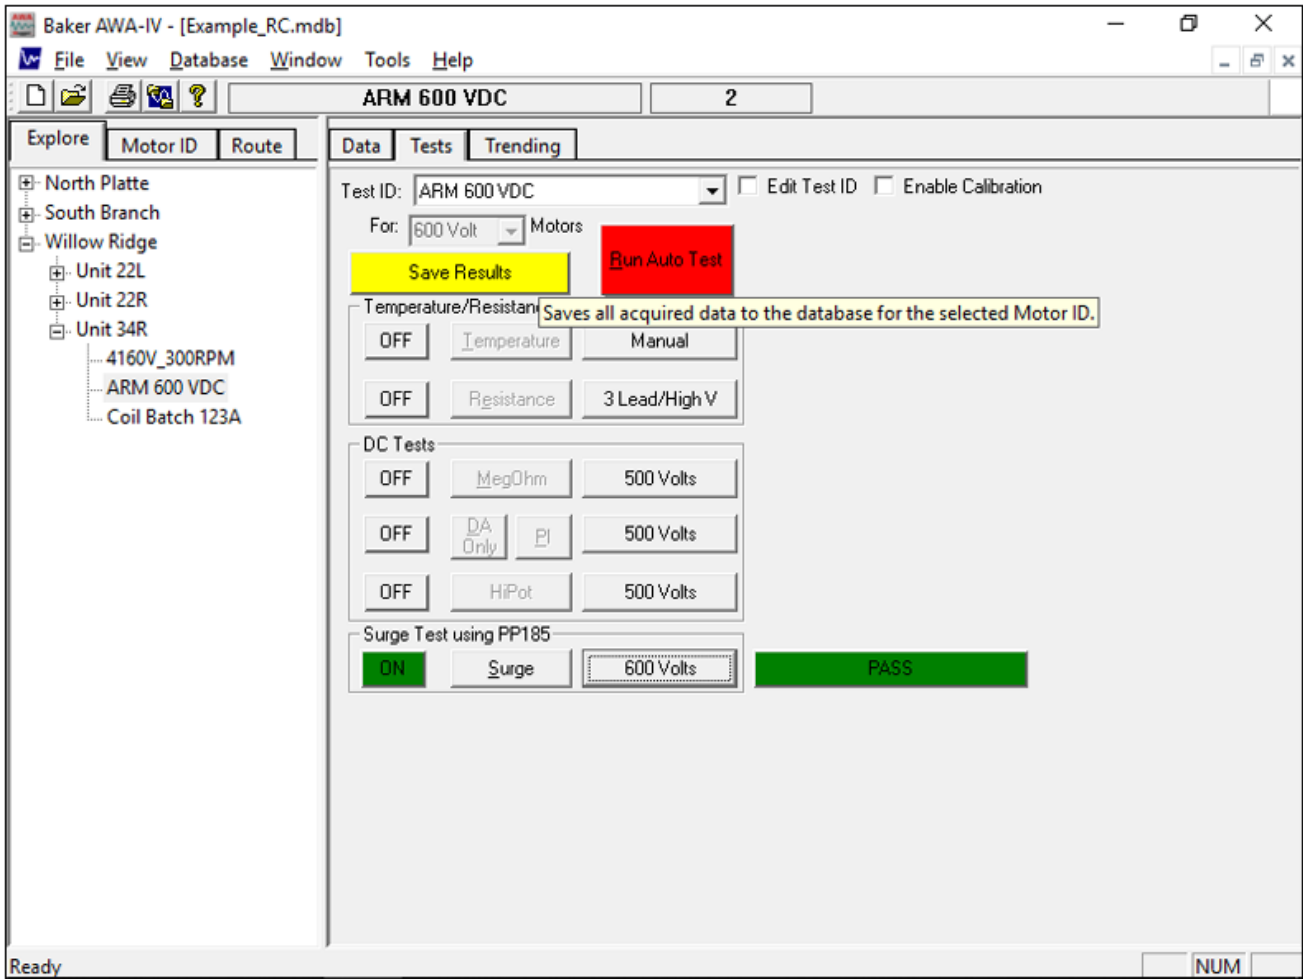 Baker AWA-IV - [Example_RC.mdb]
File View Database Window Tools Help
ARM 600 VDC 2
Explore Motor ID Route
North Platte
South Branch
Willow Ridge
Unit 22L
Unit 22R
Unit 34R
4160V_300RPM
ARM 600 VDC
Coil Batch 123A
Data Tests Trending
Test ID: ARM 600 VDC Edit Test ID Enable Calibration
For: 600 Volt Motors
Save Results Run Auto Test
Temperature/Resistan
Saves all acquired data to the database for the selected Motor ID.
OFF Temperature Manual
OFF Resistance 3 Lead/High V
DC Tests
OFF MegOhm 500 Volts
OFF DA Only PI 500 Volts
OFF HiPot 500 Volts
Surge Test using PP185
ON Surge 600 Volts PASS
Ready NUM